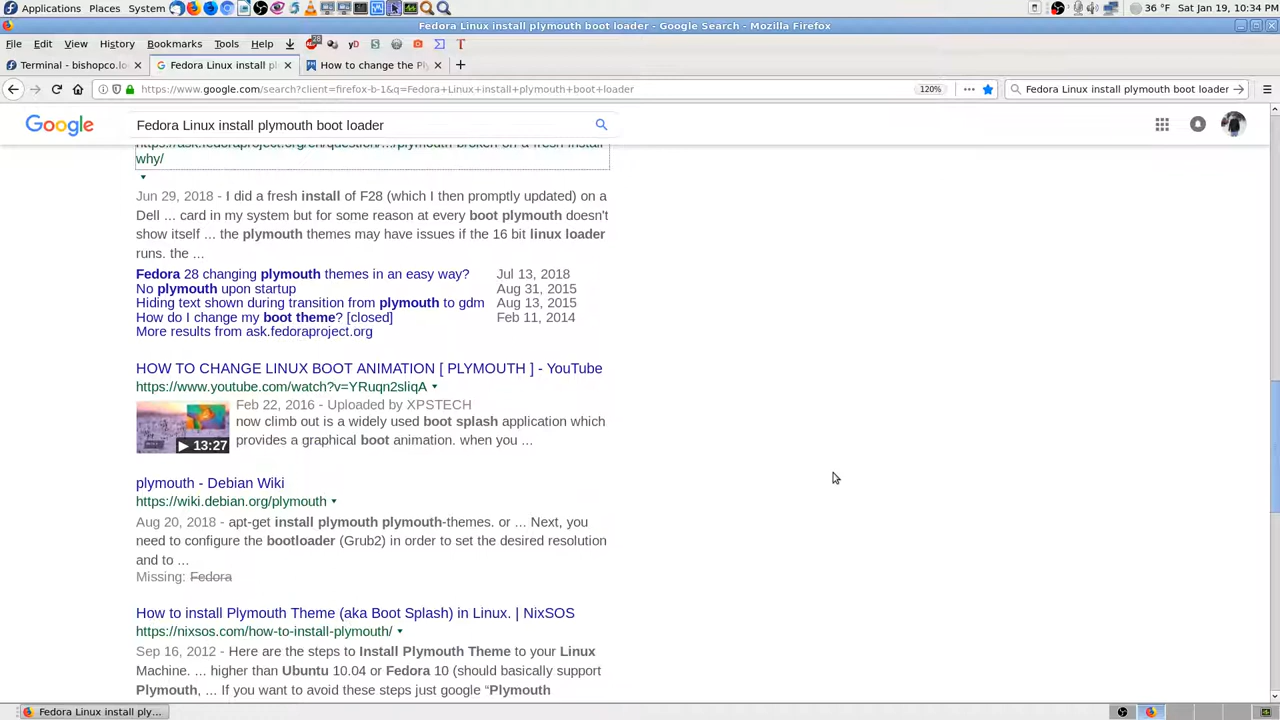 Applications Places System
36 °F Sat Jan 19, 10:34 PM
Fedora Linux install plymouth boot loader - Google Search - Mozilla Firefox
File Edit View History Bookmarks Tools Help
Terminal - bishopco.lo
Fedora Linux install pl
How to change the Ply
https://www.google.com/search?client=firefox-b-1&q=Fedora+Linux+install+plymouth+boot+loader
120%
Fedora Linux install plymouth boot loader
Google
Fedora Linux install plymouth boot loader
https://ask.fedoraproject.org/en/question/.../plymouth-broken-on-a-fresh-install-
why/
Jun 29, 2018 - I did a fresh install of F28 (which I then promptly updated) on a
Dell ... card in my system but for some reason at every boot plymouth doesn't
show itself ... the plymouth themes may have issues if the 16 bit linux loader
runs. the ...
Fedora 28 changing plymouth themes in an easy way? Jul 13, 2018
No plymouth upon startup Aug 31, 2015
Hiding text shown during transition from plymouth to gdm Aug 13, 2015
How do I change my boot theme? [closed] Feb 11, 2014
More results from ask.fedoraproject.org
HOW TO CHANGE LINUX BOOT ANIMATION [ PLYMOUTH ] - YouTube
https://www.youtube.com/watch?v=YRuqn2sliqA
Feb 22, 2016 - Uploaded by XPSTECH
now climb out is a widely used boot splash application which
provides a graphical boot animation. when you ...
13:27
plymouth - Debian Wiki
https://wiki.debian.org/plymouth
Aug 20, 2018 - apt-get install plymouth plymouth-themes. or ... Next, you
need to configure the bootloader (Grub2) in order to set the desired resolution
and to ...
Missing: Fedora
How to install Plymouth Theme (aka Boot Splash) in Linux. | NixSOS
https://nixsos.com/how-to-install-plymouth/
Sep 16, 2012 - Here are the steps to Install Plymouth Theme to your Linux
Machine. ... higher than Ubuntu 10.04 or Fedora 10 (should basically support
Plymouth, ... If you want to avoid these steps just google “Plymouth
Fedora Linux install ply...